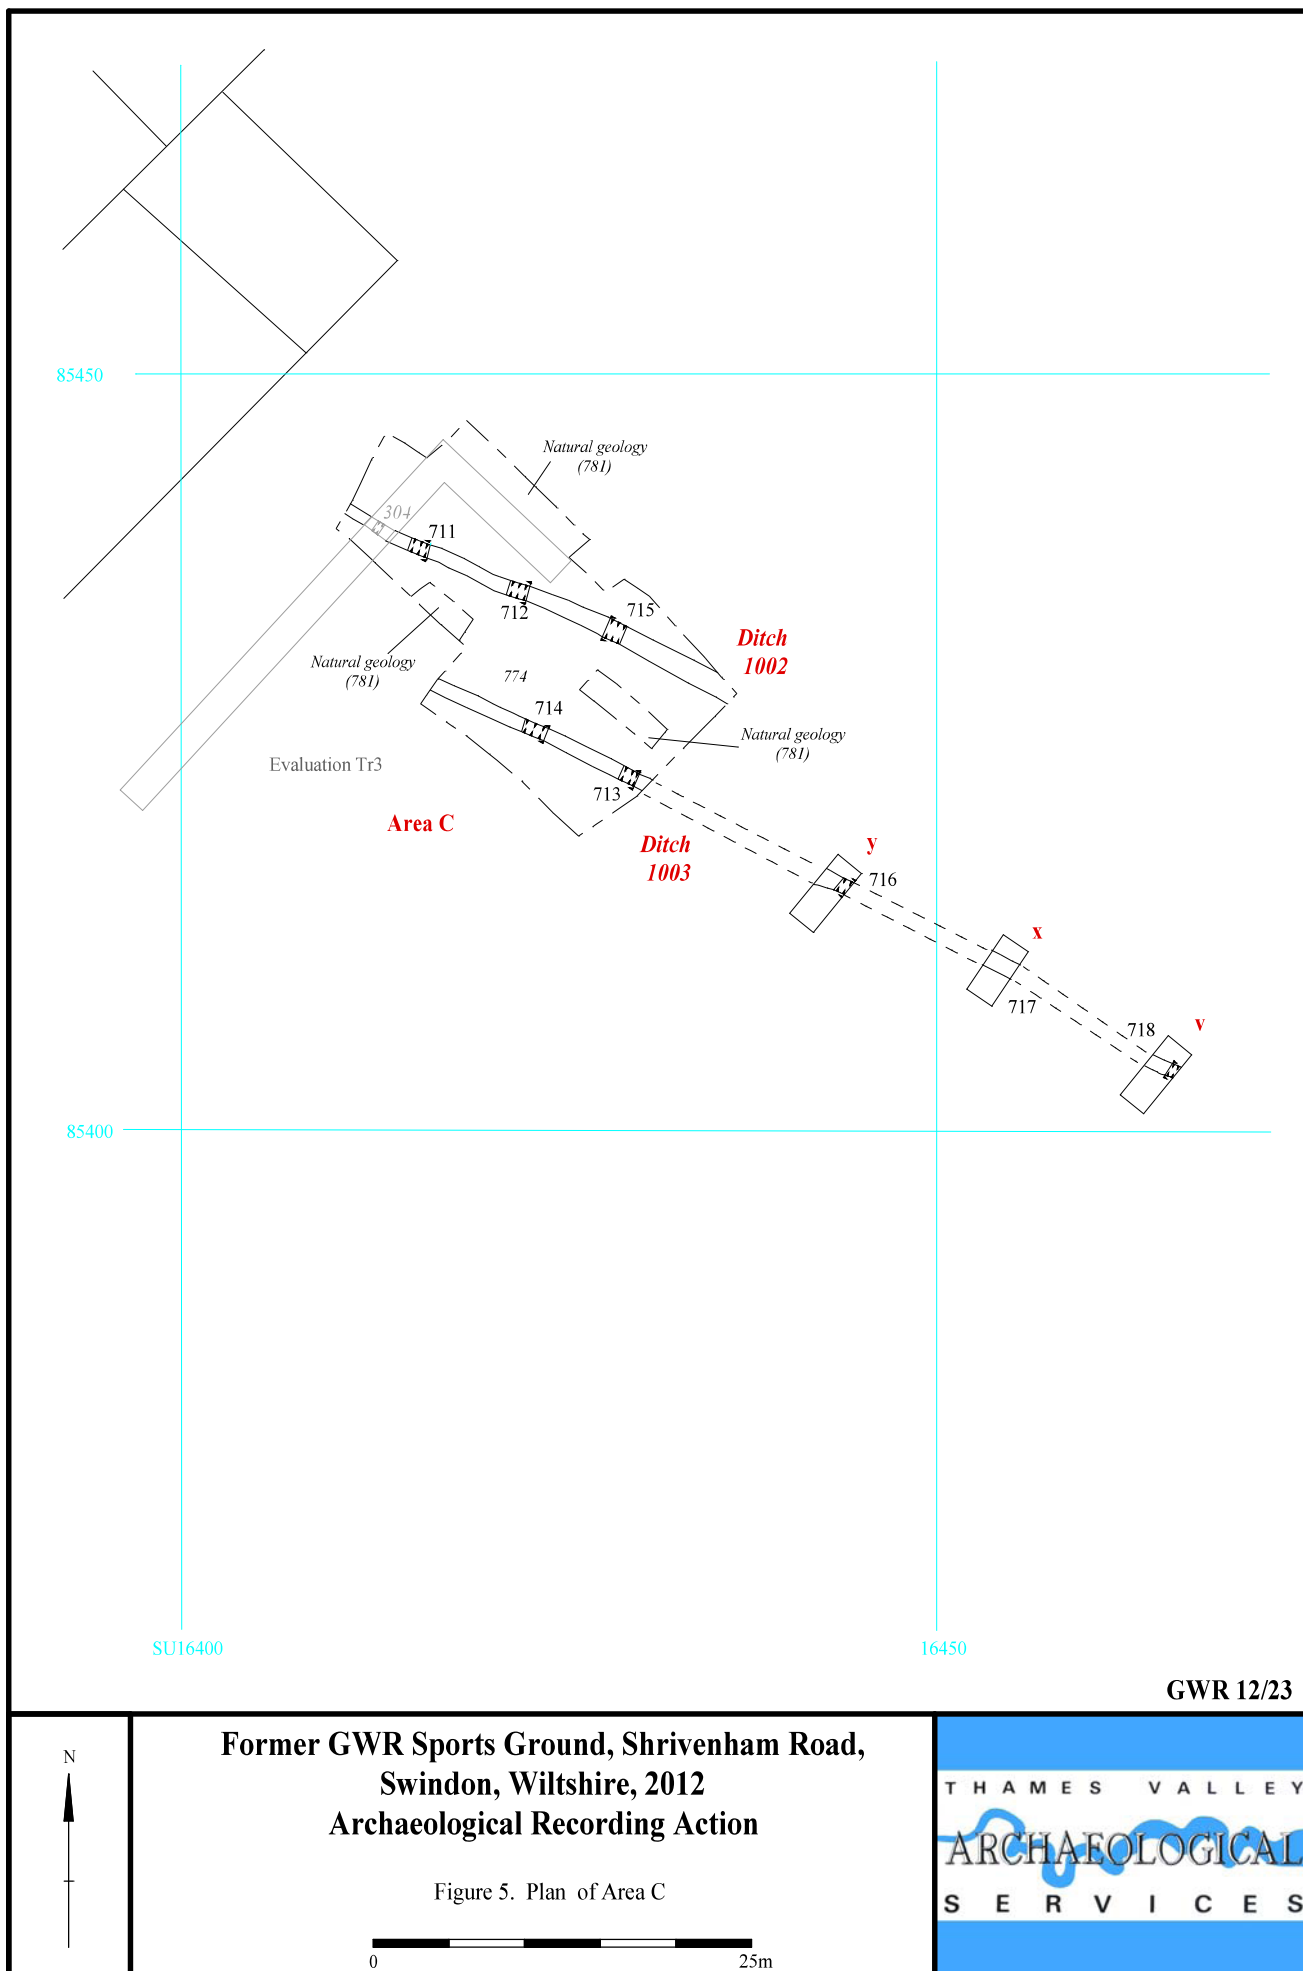 85450
Natural geology
(781)
304
711
712
715
Ditch
1002
Natural geology
(781)
774
714
Natural geology
(781)
Evaluation Tr3
713
Area C
Ditch
1003
y
716
x
717
718
v
85400
SU16400
16450
GWR 12/23
N
Former GWR Sports Ground, Shrivenham Road,
Swindon, Wiltshire, 2012
Archaeological Recording Action
Figure 5. Plan of Area C
0
25m
THAMES VALLEY
ARCHAEOLOGICAL
SERVICES